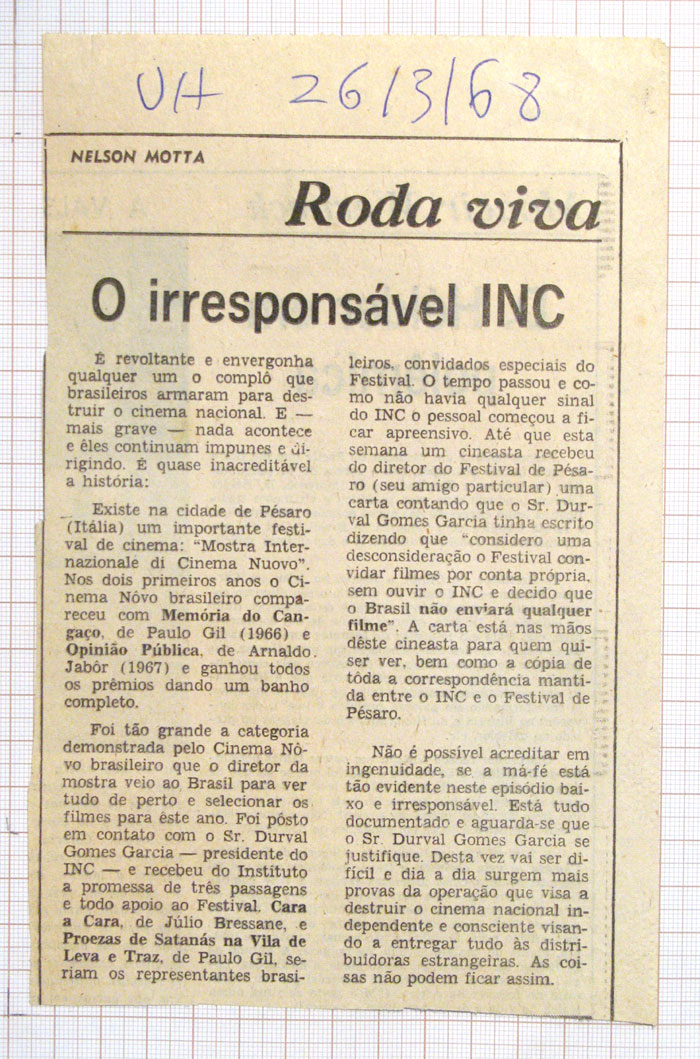 UH 26/3/68
NELSON MOTTA
Roda viva
O irresponsável INC
É revoltante e envergonha
qualquer um o complô que
brasileiros armaram para des-
truir o cinema nacional. E —
mais grave — nada acontece
e êles continuam impunes e di-
rigindo. É quase inacreditável
a história:
Existe na cidade de Pésaro
(Itália) um importante festi-
val de cinema: "Mostra Inter-
nazionale di Cinema Nuovo".
Nos dois primeiros anos o Ci-
nema Nôvo brasileiro compa-
receu com Memória do Can-
gaço, de Paulo Gil (1966) e
Opinião Pública, de Arnaldo
Jabôr (1967) e ganhou todos
os prêmios dando um banho
completo.
Foi tão grande a categoria
demonstrada pelo Cinema Nô-
vo brasileiro que o diretor da
mostra veio ao Brasil para ver
tudo de perto e selecionar os
filmes para êste ano. Foi pôsto
em contato com o Sr. Durval
Gomes Garcia — presidente do
INC — e recebeu do Instituto
a promessa de três passagens
e todo apoio ao Festival. Cara
a Cara, de Júlio Bressane, e
Proezas de Satanás na Vila de
Leva e Traz, de Paulo Gil, se-
riam os representantes brasi-
leiros, convidados especiais do
Festival. O tempo passou e co-
mo não havia qualquer sinal
do INC o pessoal começou a fi-
car apreensivo. Até que esta
semana um cineasta recebeu
do diretor do Festival de Pésa-
ro (seu amigo particular) uma
carta contando que o Sr. Dur-
val Gomes Garcia tinha escrito
dizendo que "considero uma
desconsideração o Festival con-
vidar filmes por conta própria,
sem ouvir o INC e decido que
o Brasil não enviará qualquer
filme". A carta está nas mãos
dêste cineasta para quem qui-
ser ver, bem como a cópia de
tôda a correspondência manti-
da entre o INC e o Festival de
Pésaro.
Não é possível acreditar em
ingenuidade, se a má-fé está
tão evidente neste episódio bai-
xo e irresponsável. Está tudo
documentado e aguarda-se que
o Sr. Durval Gomes Garcia se
justifique. Desta vez vai ser di-
fícil e dia a dia surgem mais
provas da operação que visa a
destruir o cinema nacional in-
dependente e consciente visan-
do a entregar tudo às distri-
buidoras estrangeiras. As coi-
sas não podem ficar assim.